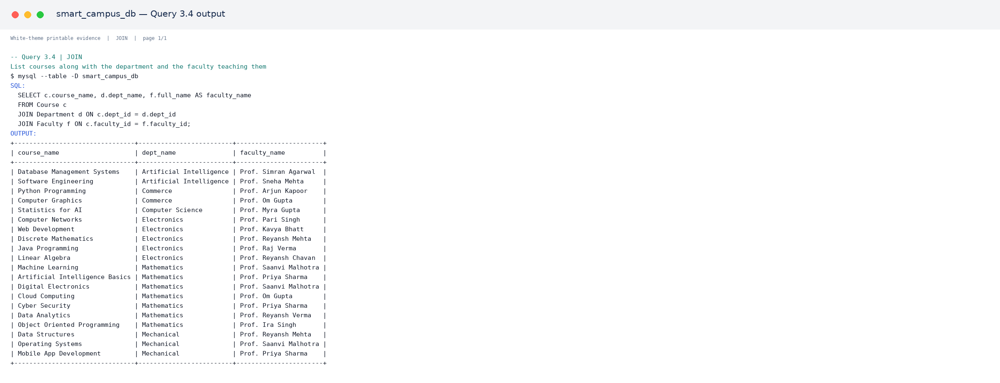 smart_campus_db — Query 3.4 output
White-theme printable evidence  |  JOIN  |  page 1/1
-- Query 3.4 | JOIN
List courses along with the department and the faculty teaching them
$ mysql --table -D smart_campus_db
SQL:
  SELECT c.course_name, d.dept_name, f.full_name AS faculty_name
  FROM Course c
  JOIN Department d ON c.dept_id = d.dept_id
  JOIN Faculty f ON c.faculty_id = f.faculty_id;
OUTPUT:
+--------------------------------+-------------------------+-----------------------+
| course_name                    | dept_name               | faculty_name          |
+--------------------------------+-------------------------+-----------------------+
| Database Management Systems    | Artificial Intelligence | Prof. Simran Agarwal  |
| Software Engineering           | Artificial Intelligence | Prof. Sneha Mehta     |
| Python Programming             | Commerce                | Prof. Arjun Kapoor    |
| Computer Graphics              | Commerce                | Prof. Om Gupta        |
| Statistics for AI              | Computer Science        | Prof. Myra Gupta      |
| Computer Networks              | Electronics             | Prof. Pari Singh      |
| Web Development                | Electronics             | Prof. Kavya Bhatt     |
| Discrete Mathematics           | Electronics             | Prof. Reyansh Mehta   |
| Java Programming               | Electronics             | Prof. Raj Verma       |
| Linear Algebra                 | Electronics             | Prof. Reyansh Chavan  |
| Machine Learning               | Mathematics             | Prof. Saanvi Malhotra |
| Artificial Intelligence Basics | Mathematics             | Prof. Priya Sharma    |
| Digital Electronics            | Mathematics             | Prof. Saanvi Malhotra |
| Cloud Computing                | Mathematics             | Prof. Om Gupta        |
| Cyber Security                 | Mathematics             | Prof. Priya Sharma    |
| Data Analytics                 | Mathematics             | Prof. Reyansh Verma   |
| Object Oriented Programming    | Mathematics             | Prof. Ira Singh       |
| Data Structures                | Mechanical              | Prof. Reyansh Mehta   |
| Operating Systems              | Mechanical              | Prof. Saanvi Malhotra |
| Mobile App Development         | Mechanical              | Prof. Priya Sharma    |
+--------------------------------+-------------------------+-----------------------+